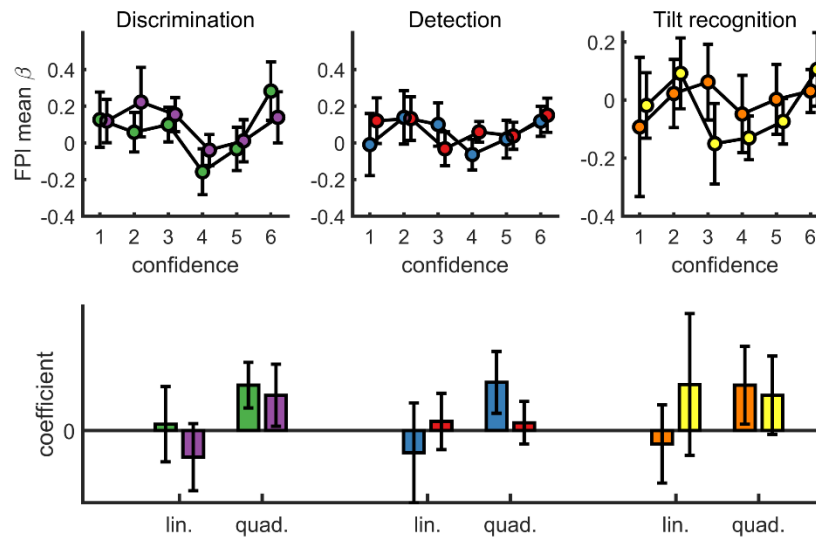 Discrimination
Detection
Tilt recognition
FPI mean β
0.4
0.2
0
-0.2
-0.4
1 2 3 4 5 6
confidence
0.4
0.2
0
-0.2
-0.4
1 2 3 4 5 6
confidence
0.2
0
-0.2
-0.4
1 2 3 4 5 6
confidence
coefficient
0
lin. quad.
lin. quad.
lin. quad.